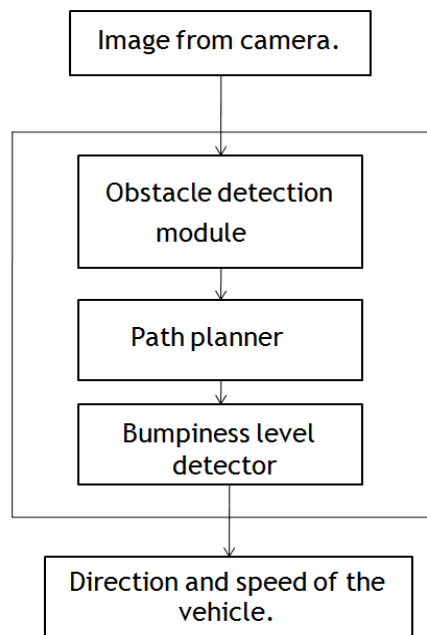 Image from camera.
Obstacle detection
module
Path planner
Bumpiness level
detector
Direction and speed of the
vehicle.